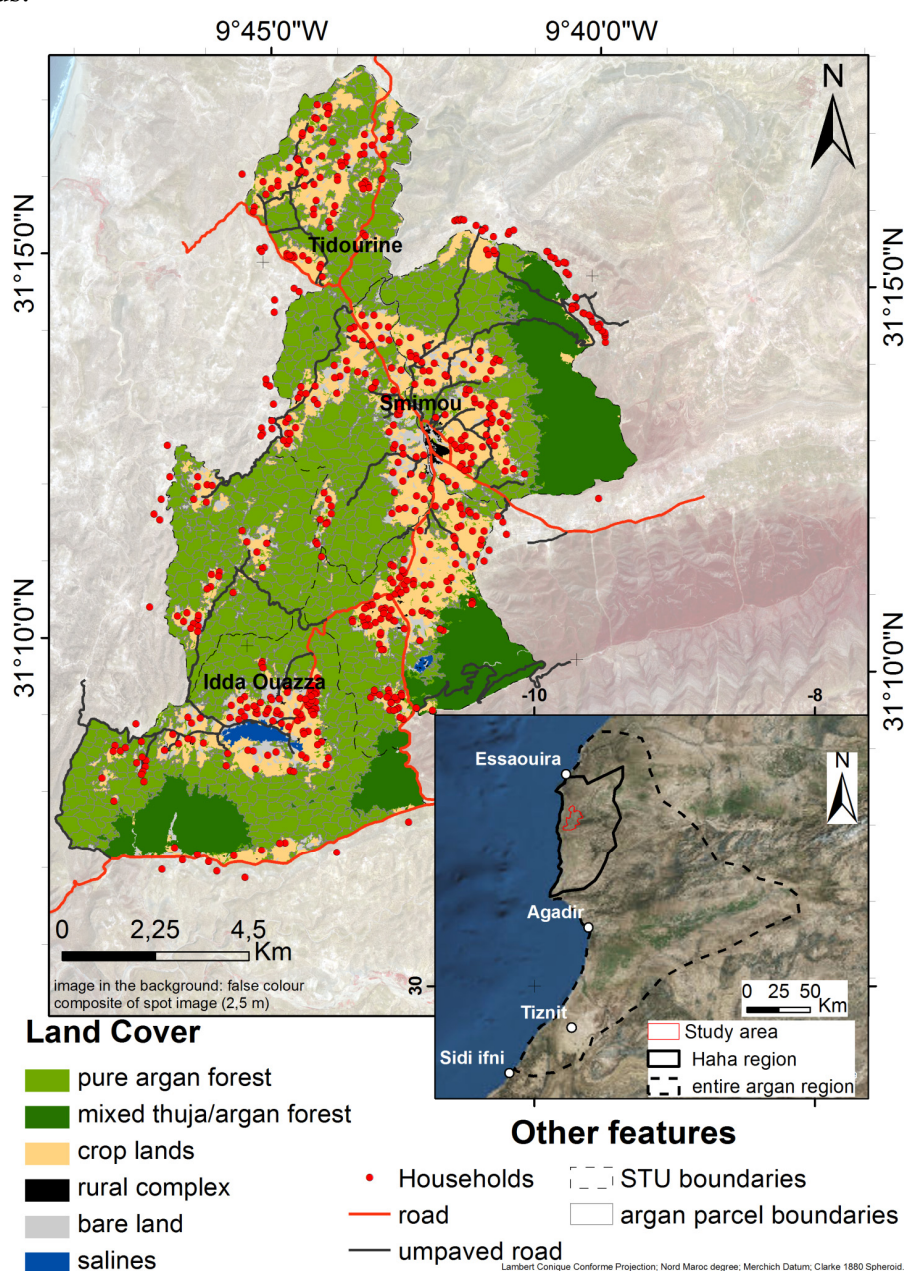 us.
9°45'0"W
9°40'0"W
N
31°15'0"N
31°15'0"N
Tidourine
Smimou
31°10'0"N
31°10'0"N
Idda Ouazza
0 2,25 4,5
Km
image in the background: false colour
composite of spot image (2,5 m)
-10
-8
Essaouira
N
Agadir
30
Tiznit
Sidi ifni
0 25 50
Km
Study area
Haha region
entire argan region
Land Cover
pure argan forest
mixed thuja/argan forest
crop lands
rural complex
bare land
salines
Other features
Households
road
umpaved road
STU boundaries
argan parcel boundaries
Lambert Conique Conforme Projection; Nord Maroc degree; Merchich Datum; Clarke 1880 Spheroid.